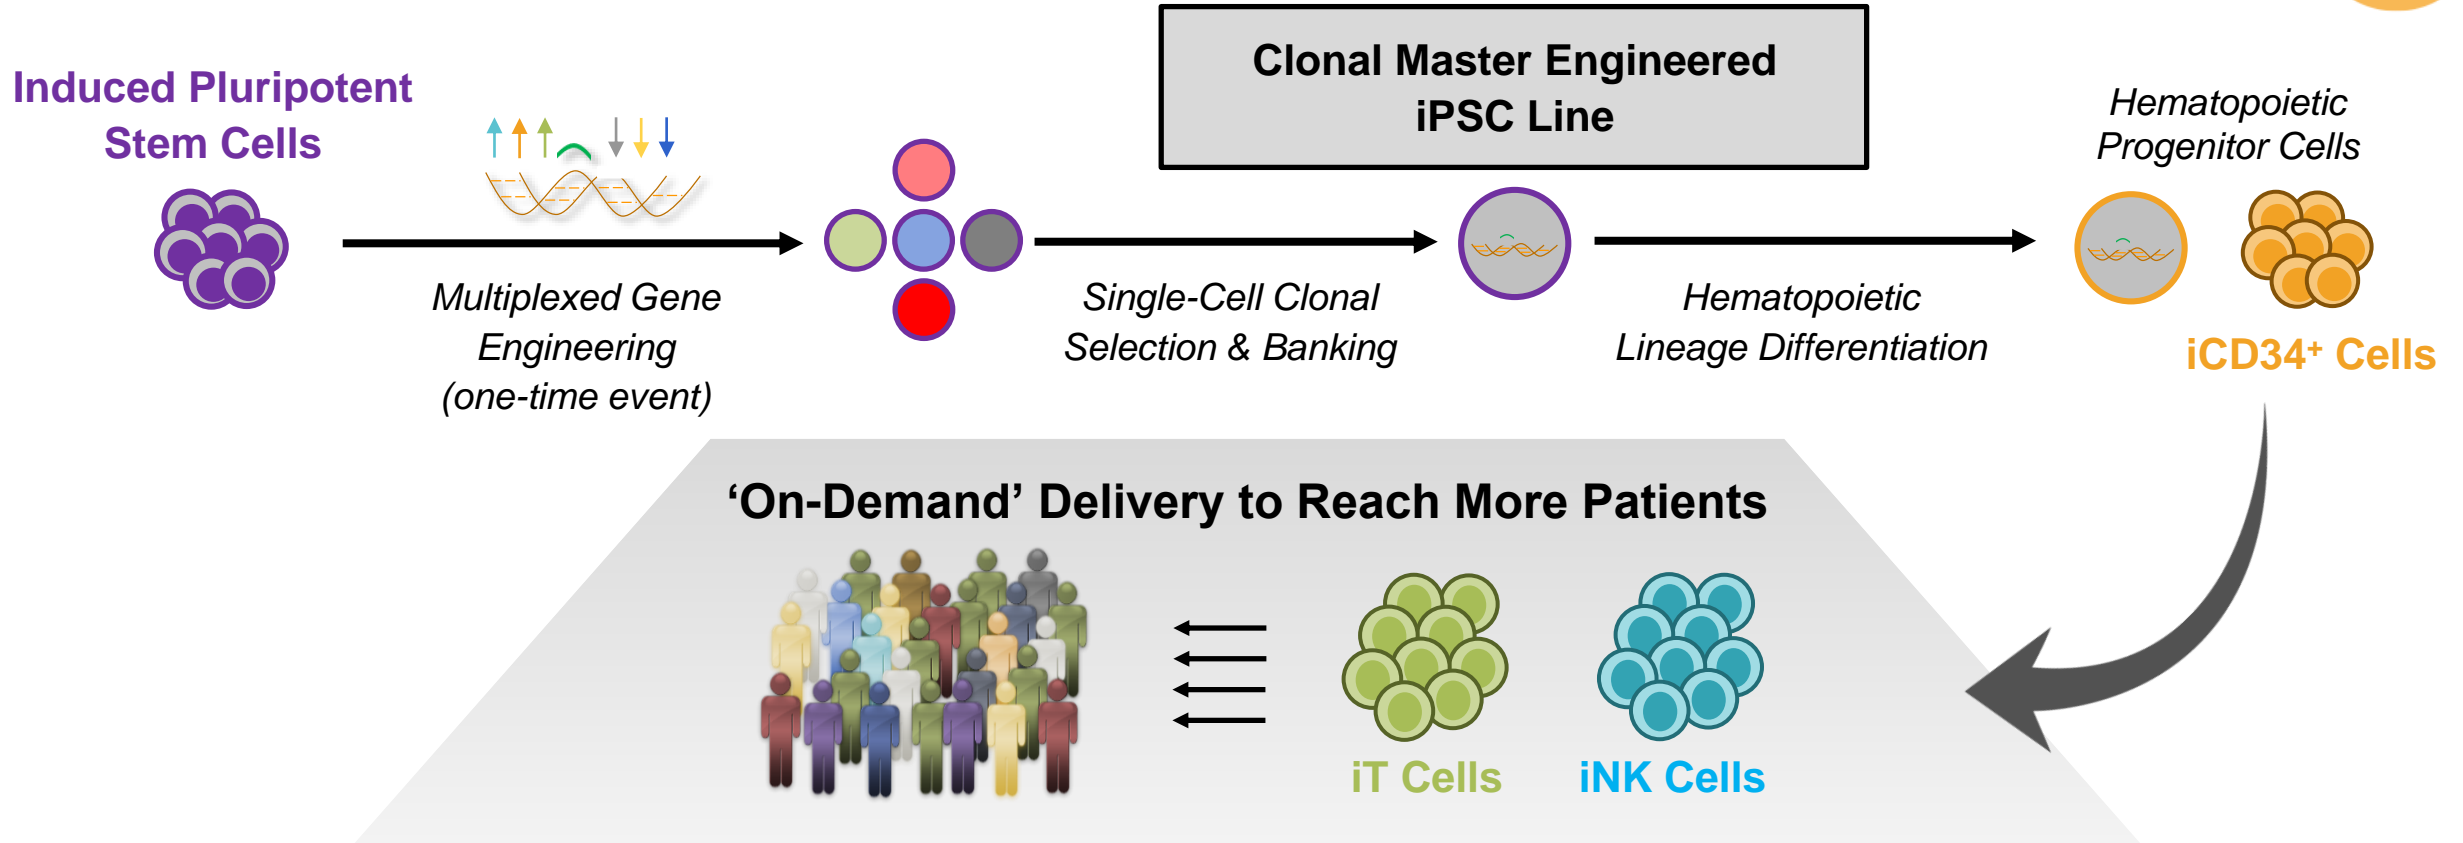 Induced Pluripotent
Stem Cells
Multiplexed Gene
Engineering
(one-time event)
Single-Cell Clonal
Selection & Banking
Clonal Master Engineered
iPSC Line
Hematopoietic
Lineage Differentiation
Hematopoietic
Progenitor Cells
iCD34⁺ Cells
‘On-Demand’ Delivery to Reach More Patients
iT Cells
iNK Cells